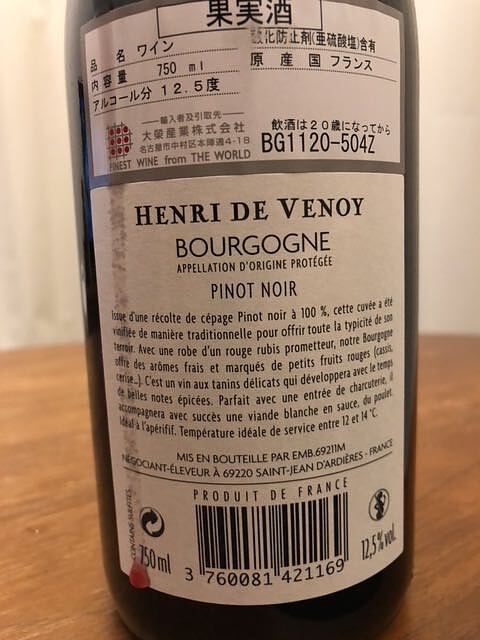 果実酒
品名 ワイン
酸化防止剤(亜硫酸塩)含有
内容量 750 ml
原産国 フランス
アルコール分 12.5度
輸入者及引取先
大榮産業株式会社
名古屋市中村区本陣通4-18
FINEST WINE from THE WORLD
飲酒は20歳になってから
BG1120-504Z
HENRI DE VENOY
BOURGOGNE
APPELLATION D'ORIGINE PROTÉGÉE
PINOT NOIR
Issue d'une récolte de cépage Pinot noir à 100 %, cette cuvée a été
vinifiée de manière traditionnelle pour offrir toute la typicité de son
terroir. Avec une robe d'un rouge rubis prometteur, notre Bourgogne
offre des arômes frais et marqués de petits fruits rouges (cassis,
cerise...). C'est un vin aux tanins délicats qui développera avec le temps
de belles notes épicées. Parfait avec une entrée de charcuterie, il
accompagnera avec succès une viande blanche en sauce, du poulet.
Idéal à l'apéritif. Température idéale de service entre 12 et 14 °C.
MIS EN BOUTEILLE PAR EMB.69211M
NÉGOCIANT-ÉLEVEUR À 69220 SAINT-JEAN D'ARDIÈRES - FRANCE
PRODUIT DE FRANCE
CONTAINS SULFITES
750 ml
3 760081 421169
12,5% vol.